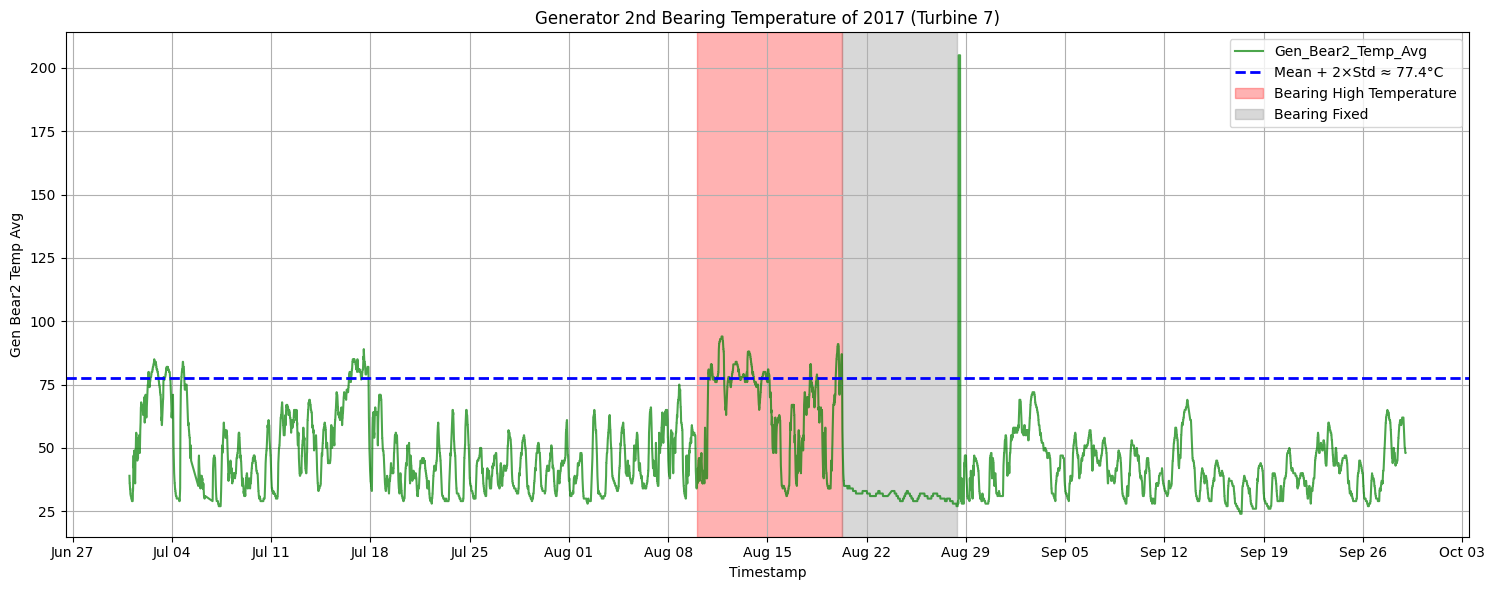 Generator 2nd Bearing Temperature of 2017 (Turbine 7)
Gen_Bear2_Temp_Avg
Mean + 2×Std ≈ 77.4°C
Bearing High Temperature
Bearing Fixed
Gen Bear2 Temp Avg
200
175
150
125
100
75
50
25
Jun 27 Jul 04 Jul 11 Jul 18 Jul 25 Aug 01 Aug 08 Aug 15 Aug 22 Aug 29 Sep 05 Sep 12 Sep 19 Sep 26 Oct 03
Timestamp